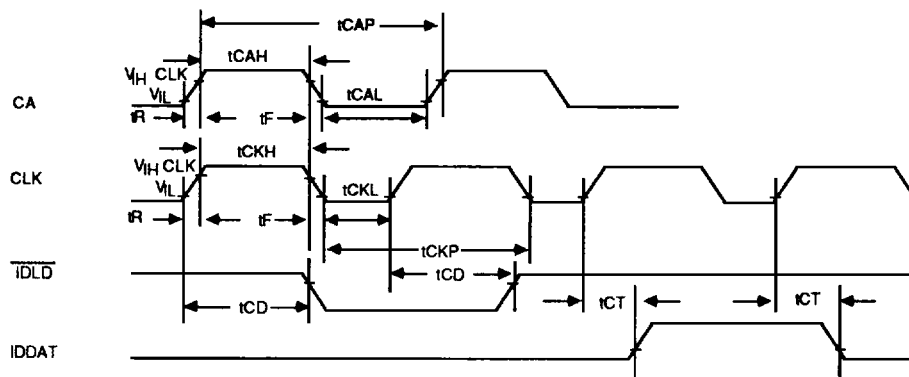 tCAP
tCAH
VIH CLK
VIL
tCAL
CA
tR
tF
tCKH
CLK
VIH CLK
VIL
tCKL
tR
tF
tCKP
IDLD
tCD
tCD
tCT
tCT
IDDAT